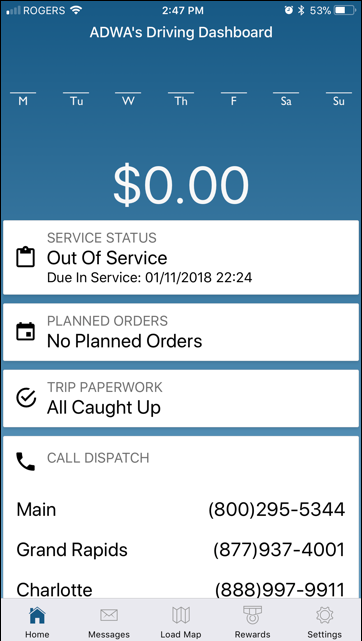 ROGERS 2:47 PM 53%
ADWA's Driving Dashboard
M Tu W Th F Sa Su
$0.00
SERVICE STATUS
Out Of Service
Due In Service: 01/11/2018 22:24
PLANNED ORDERS
No Planned Orders
TRIP PAPERWORK
All Caught Up
CALL DISPATCH
Main (800)295-5344
Grand Rapids (877)937-4001
Charlotte (888)997-9911
Home Messages Load Map Rewards Settings